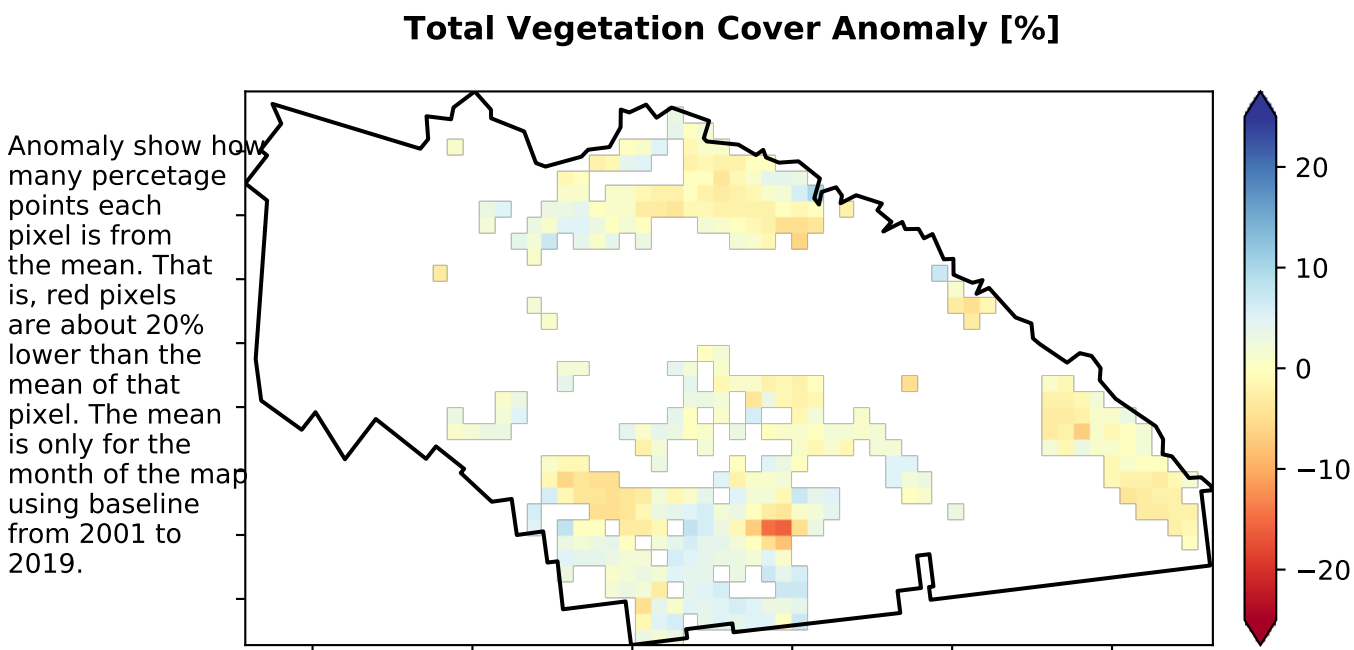 Total Vegetation Cover Anomaly [%]
Anomaly show how
many percetage
points each
pixel is from
the mean. That
is, red pixels
are about 20%
lower than the
mean of that
pixel. The mean
is only for the
month of the map
using baseline
from 2001 to
2019.
20
10
0
−10
−20